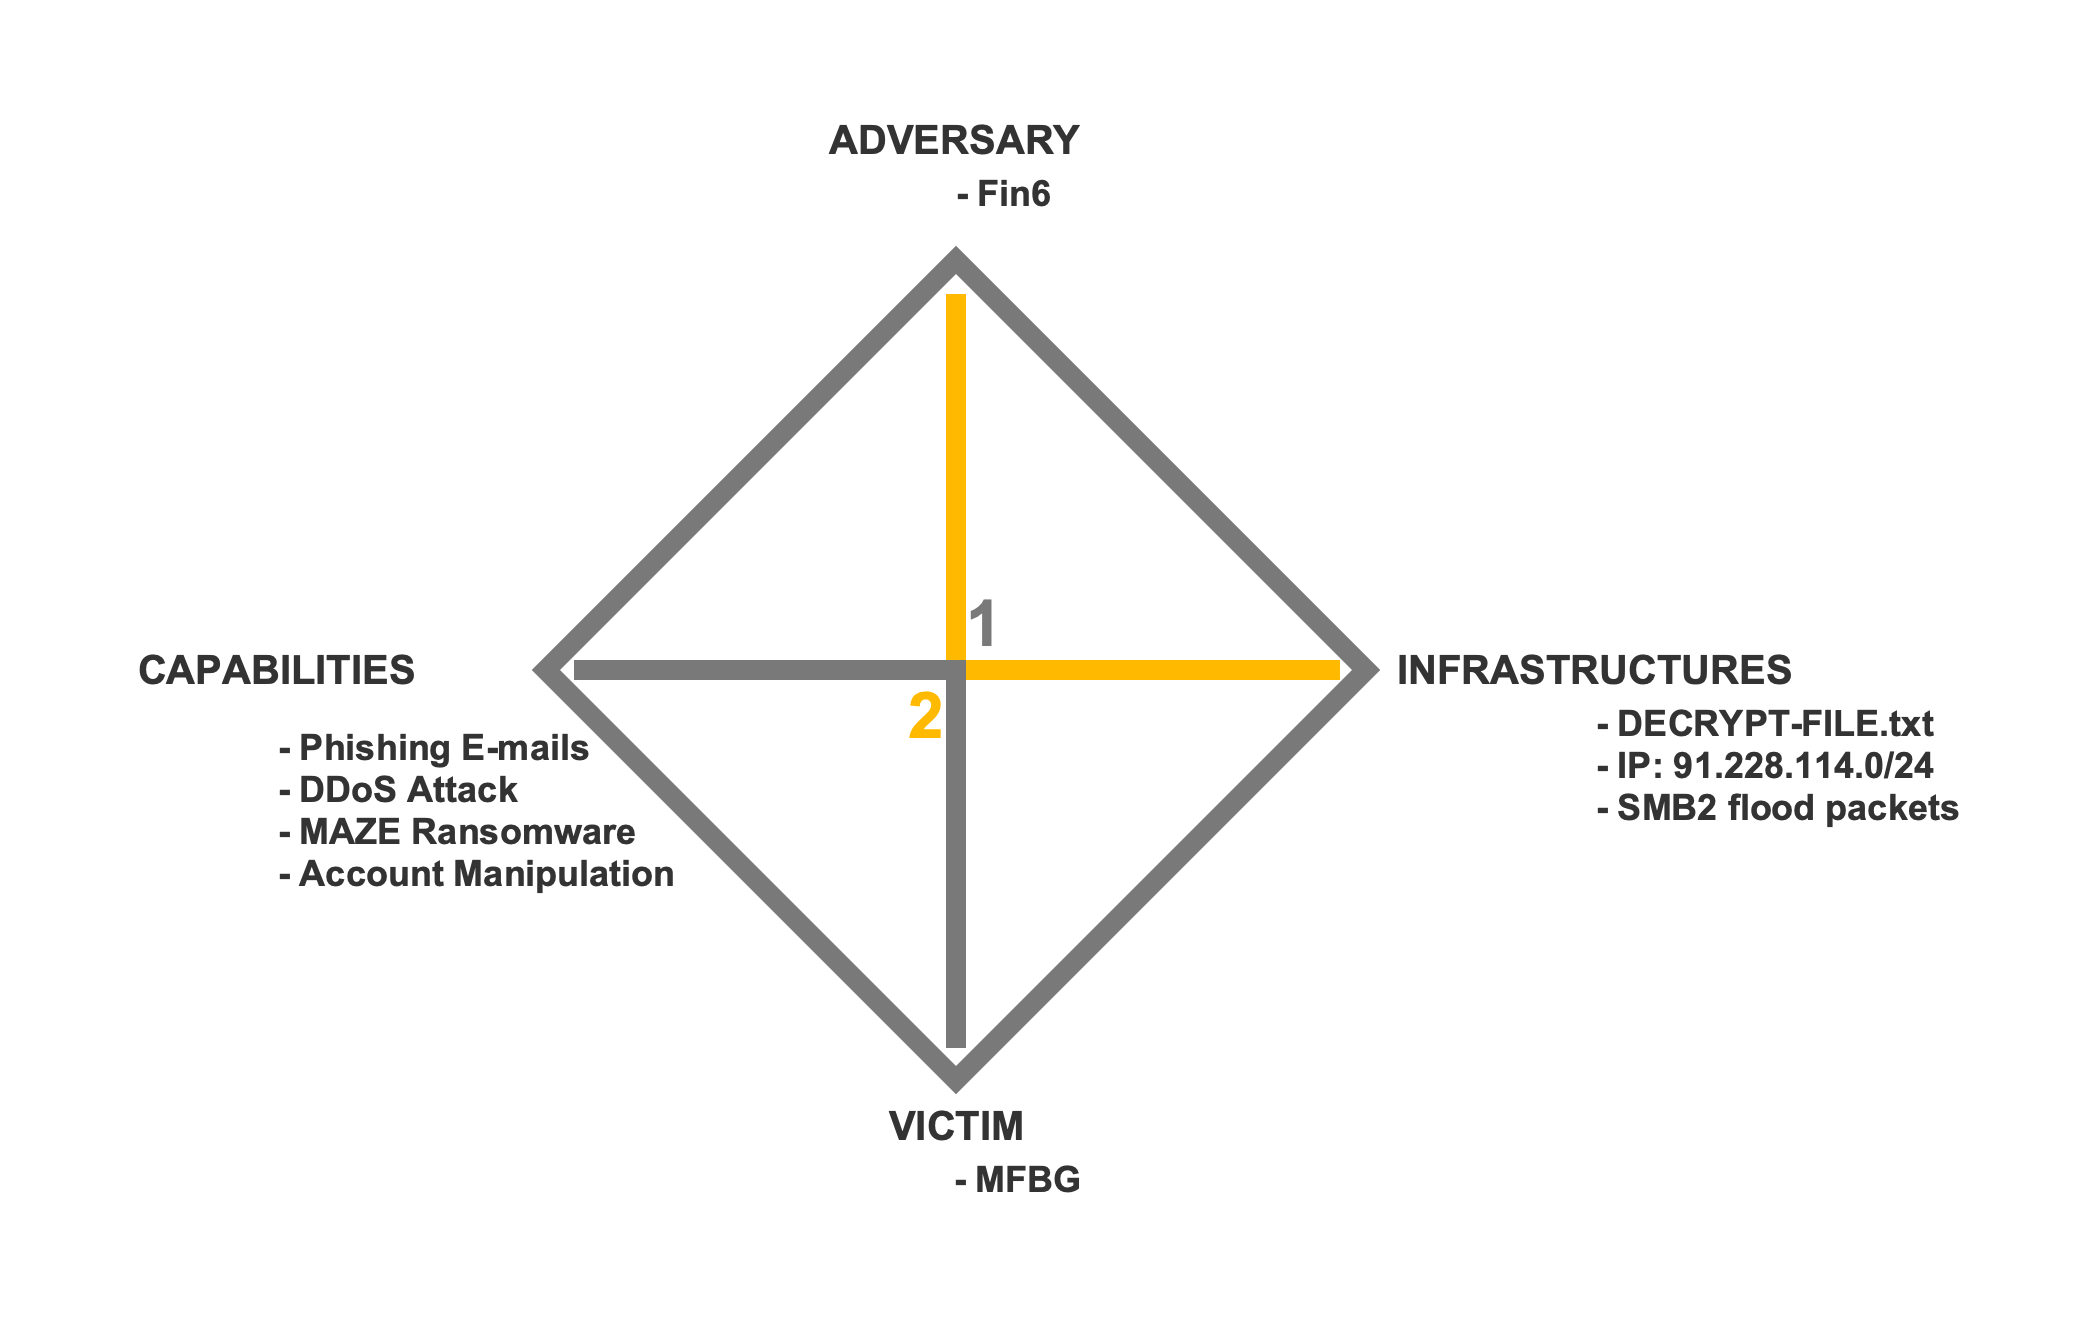 ADVERSARY
- Fin6
1
CAPABILITIES
INFRASTRUCTURES
2
- Phishing E-mails
- DDoS Attack
- MAZE Ransomware
- Account Manipulation
- DECRYPT-FILE.txt
- IP: 91.228.114.0/24
- SMB2 flood packets
VICTIM
- MFBG